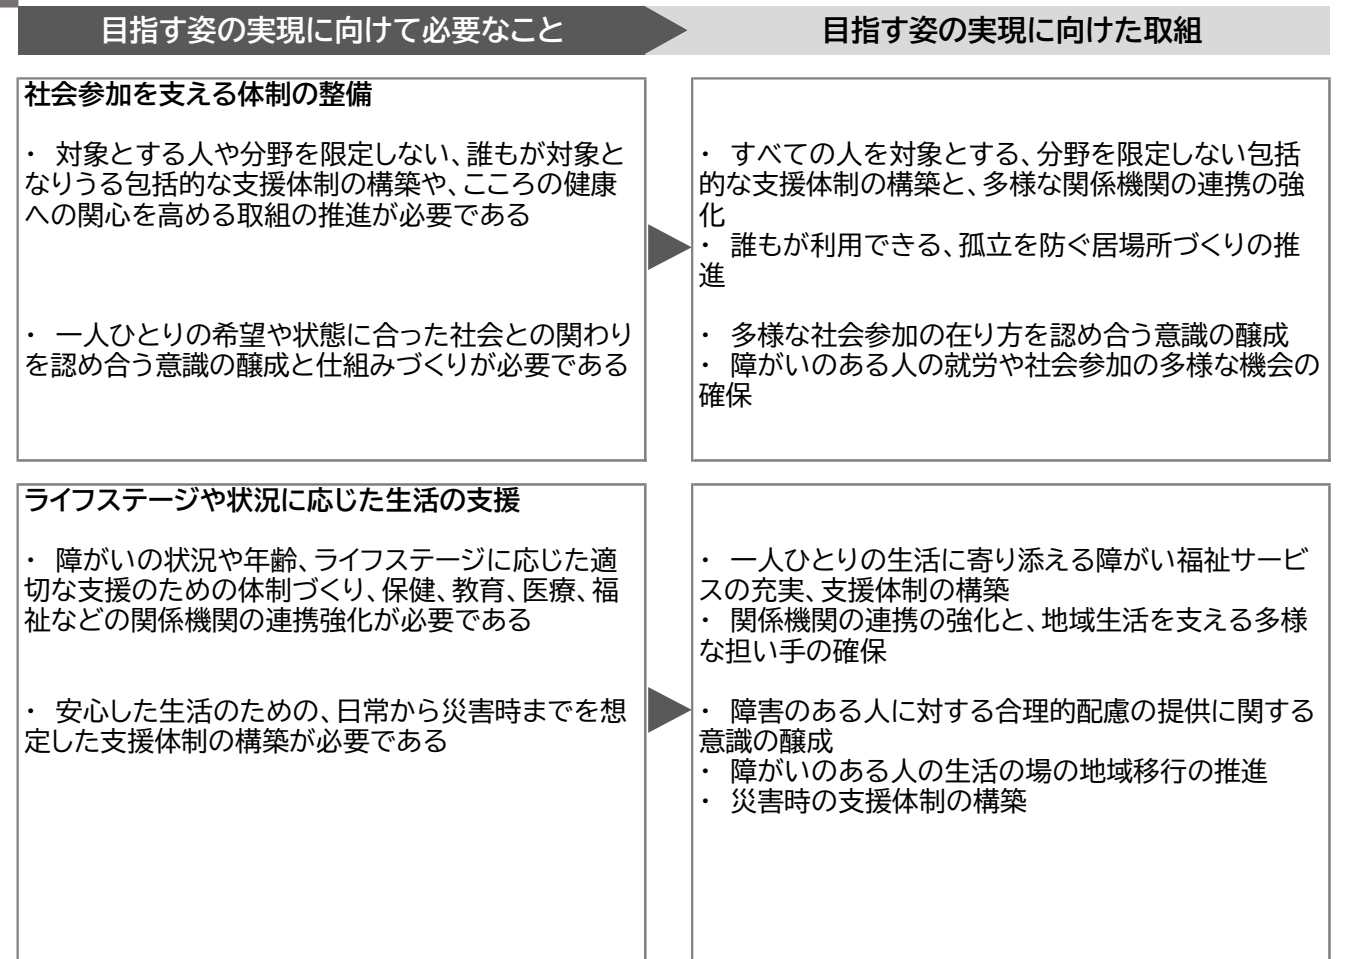 目指す姿の実現に向けて必要なこと
目指す姿の実現に向けた取組
社会参加を支える体制の整備
・ 対象とする人や分野を限定しない、誰もが対象と
なりうる包括的な支援体制の構築や、こころの健康
への関心を高める取組の推進が必要である
・ 一人ひとりの希望や状態に合った社会との関わり
を認め合う意識の醸成と仕組みづくりが必要である
・ すべての人を対象とする、分野を限定しない包括
的な支援体制の構築と、多様な関係機関の連携の強
化
・ 誰もが利用できる、孤立を防ぐ居場所づくりの推
進
・ 多様な社会参加の在り方を認め合う意識の醸成
・ 障がいのある人の就労や社会参加の多様な機会の
確保
ライフステージや状況に応じた生活の支援
・ 障がいの状況や年齢、ライフステージに応じた適
切な支援のための体制づくり、保健、教育、医療、福
祉などの関係機関の連携強化が必要である
・ 安心した生活のための、日常から災害時までを想
定した支援体制の構築が必要である
・ 一人ひとりの生活に寄り添える障がい福祉サービ
スの充実、支援体制の構築
・ 関係機関の連携の強化と、地域生活を支える多様
な担い手の確保
・ 障害のある人に対する合理的配慮の提供に関する
意識の醸成
・ 障がいのある人の生活の場の地域移行の推進
・ 災害時の支援体制の構築